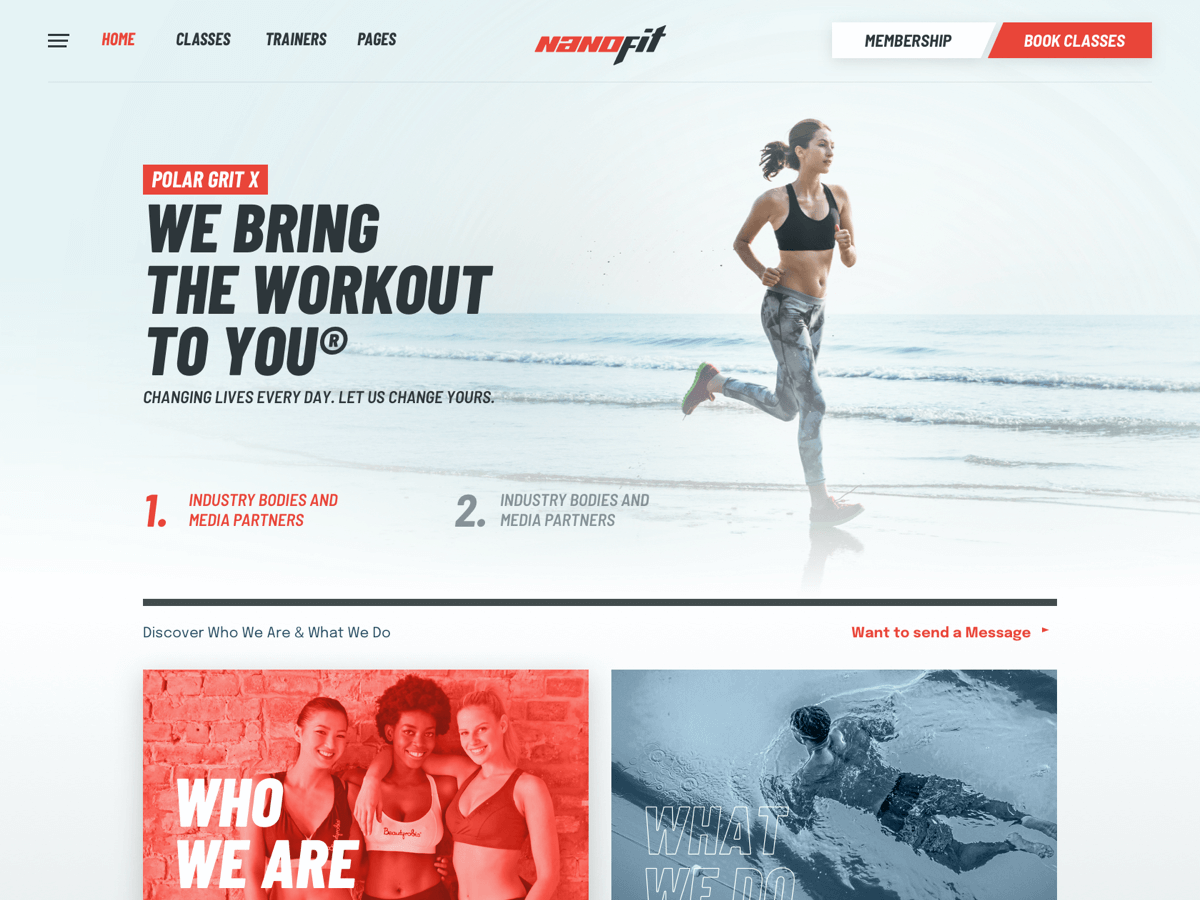 HOME
CLASSES
TRAINERS
PAGES
NANOFit
MEMBERSHIP
BOOK CLASSES
POLAR GRIT X
WE BRING
THE WORKOUT
TO YOU®
CHANGING LIVES EVERY DAY. LET US CHANGE YOURS.
1.
INDUSTRY BODIES AND
MEDIA PARTNERS
2.
INDUSTRY BODIES AND
MEDIA PARTNERS
Discover Who We Are & What We Do
Want to send a Message
WHO
WE ARE
WHAT
WE DO